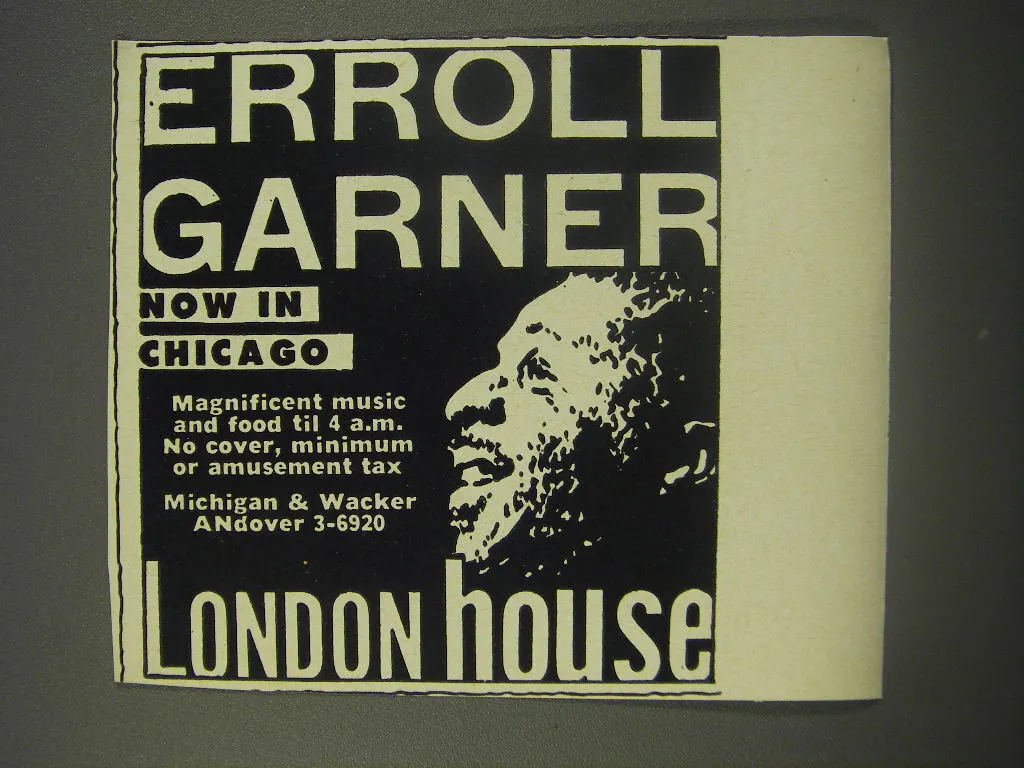 ERROLL
GARNER
NOW IN
CHICAGO
Magnificent music
and food til 4 a.m.
No cover, minimum
or amusement tax
Michigan & Wacker
ANdover 3-6920
LONDON house